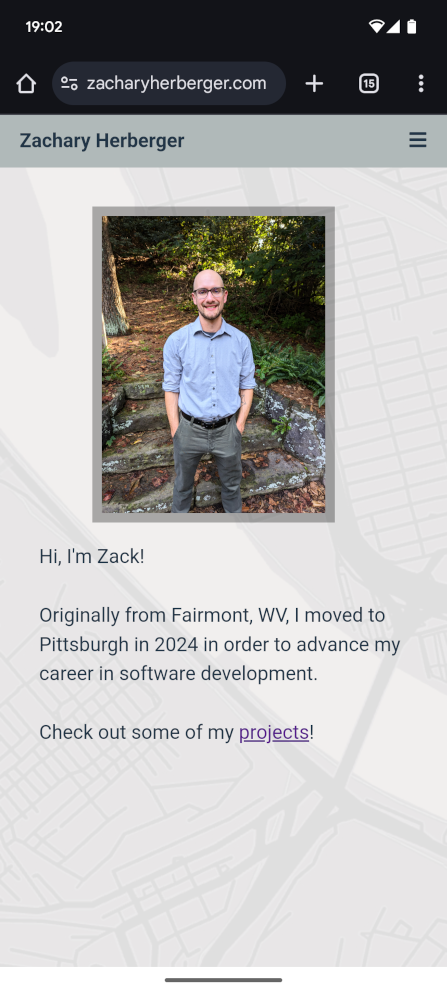 19:02
zacharyherberger.com
15
Zachary Herberger
Hi, I'm Zack!
Originally from Fairmont, WV, I moved to
Pittsburgh in 2024 in order to advance my
career in software development.
Check out some of my projects!